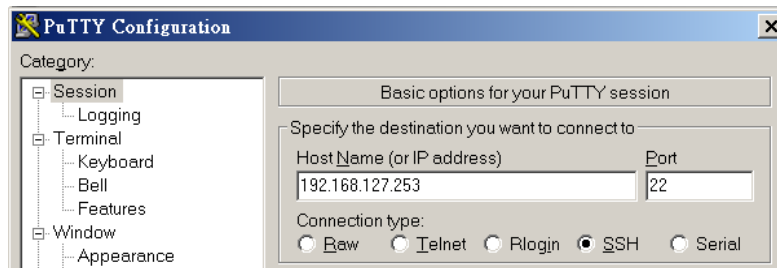 PuTTY Configuration
Category:
Session
Logging
Terminal
Keyboard
Bell
Features
Window
Appearance
Basic options for your PuTTY session
Specify the destination you want to connect to
Host Name (or IP address) Port
192.168.127.253 22
Connection type:
Raw Telnet Rlogin SSH Serial